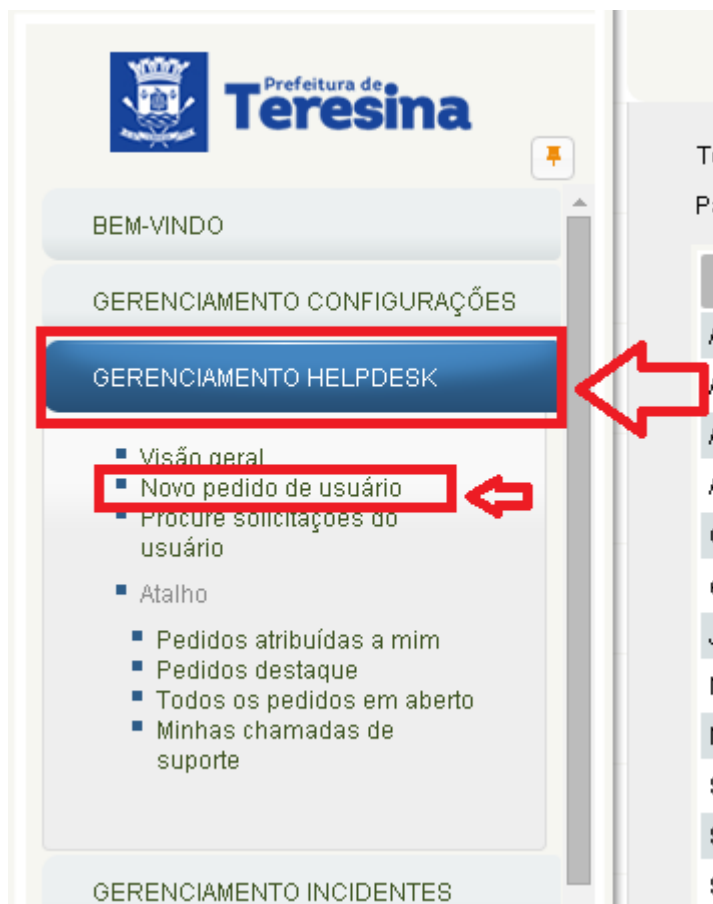 Prefeitura de
Teresina
BEM-VINDO
GERENCIAMENTO CONFIGURAÇÕES
GERENCIAMENTO HELPDESK
Visão geral
Novo pedido de usuário
Procure solicitações do
usuário
Atalho
Pedidos atribuídas a mim
Pedidos destaque
Todos os pedidos em aberto
Minhas chamadas de
suporte
GERENCIAMENTO INCIDENTES